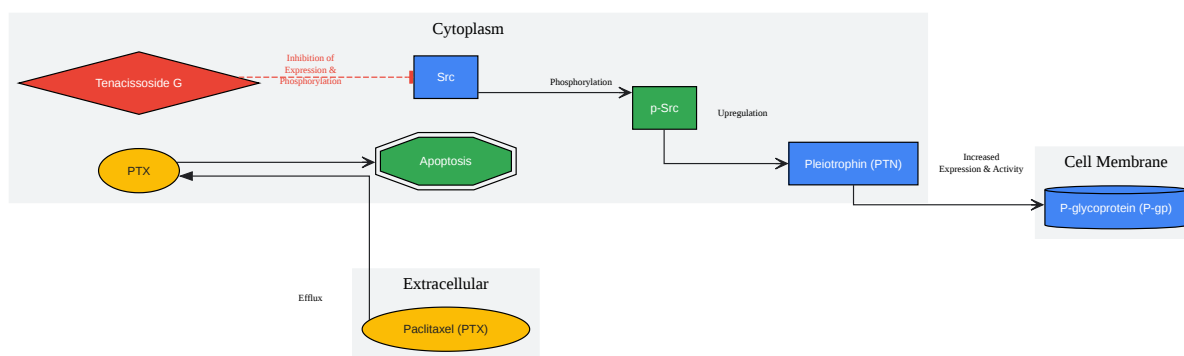 Cytoplasm
Inhibition of
Expression &
Phosphorylation
Tenacissoside G
Src
Phosphorylation
p-Src
Upregulation
PTX
Apoptosis
Pleiotrophin (PTN)
Increased
Expression & Activity
Cell Membrane
P-glycoprotein (P-gp)
Extracellular
Efflux
Paclitaxel (PTX)